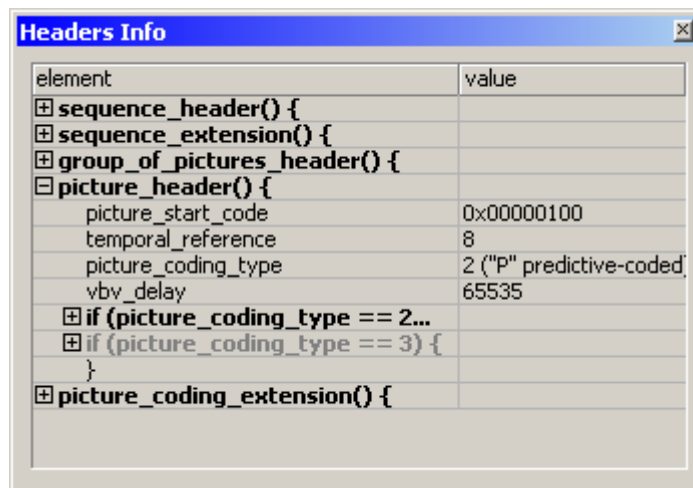 Headers Info
element value
sequence_header() {
sequence_extension() {
group_of_pictures_header() {
picture_header() {
picture_start_code 0x00000100
temporal_reference 8
picture_coding_type 2 ("P" predictive-coded)
vbv_delay 65535
if (picture_coding_type == 2...
if (picture_coding_type == 3) {
}
picture_coding_extension() {